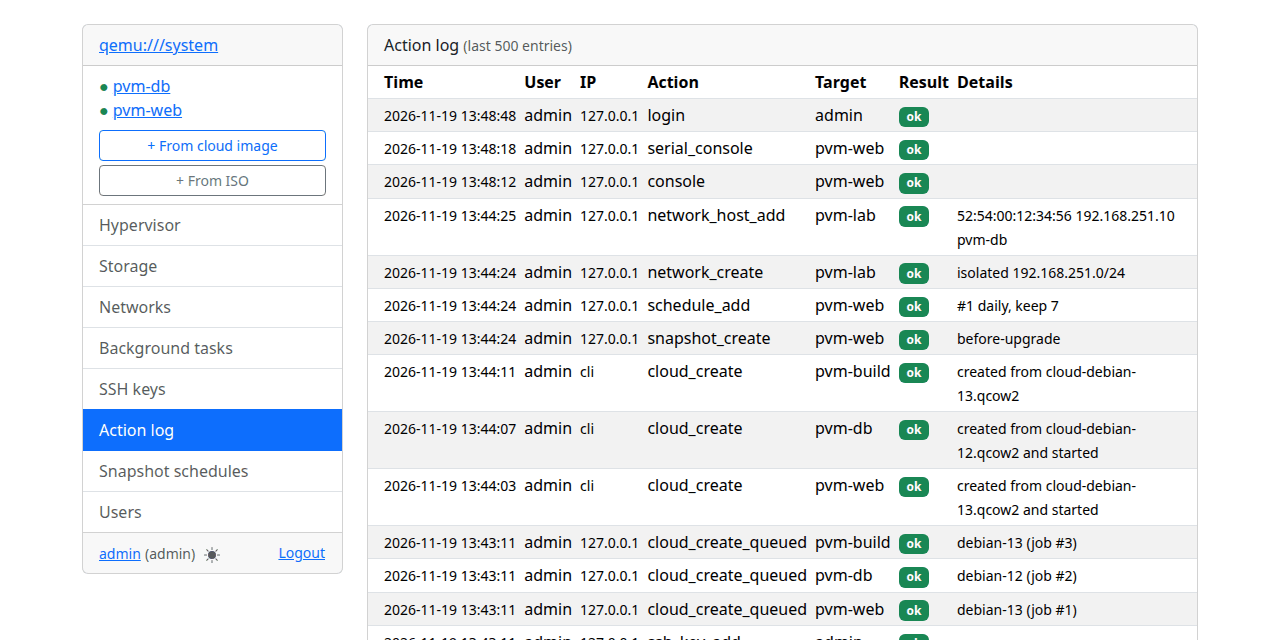 qemu:///system
pvm-db
pvm-web
+ From cloud image
+ From ISO
Hypervisor
Storage
Networks
Background tasks
SSH keys
Action log
Snapshot schedules
Users
admin (admin) Logout
Action log (last 500 entries)
Time User IP Action Target Result Details
2026-11-19 13:48:48 admin 127.0.0.1 login admin ok
2026-11-19 13:48:18 admin 127.0.0.1 serial_console pvm-web ok
2026-11-19 13:48:12 admin 127.0.0.1 console pvm-web ok
2026-11-19 13:44:25 admin 127.0.0.1 network_host_add pvm-lab ok 52:54:00:12:34:56 192.168.251.10
pvm-db
2026-11-19 13:44:24 admin 127.0.0.1 network_create pvm-lab ok isolated 192.168.251.0/24
2026-11-19 13:44:24 admin 127.0.0.1 schedule_add pvm-web ok #1 daily, keep 7
2026-11-19 13:44:24 admin 127.0.0.1 snapshot_create pvm-web ok before-upgrade
2026-11-19 13:44:11 admin cli cloud_create pvm-build ok created from cloud-debian-
13.qcow2
2026-11-19 13:44:07 admin cli cloud_create pvm-db ok created from cloud-debian-
12.qcow2 and started
2026-11-19 13:44:03 admin cli cloud_create pvm-web ok created from cloud-debian-
13.qcow2 and started
2026-11-19 13:43:11 admin 127.0.0.1 cloud_create_queued pvm-build ok debian-13 (job #3)
2026-11-19 13:43:11 admin 127.0.0.1 cloud_create_queued pvm-db ok debian-12 (job #2)
2026-11-19 13:43:11 admin 127.0.0.1 cloud_create_queued pvm-web ok debian-13 (job #1)